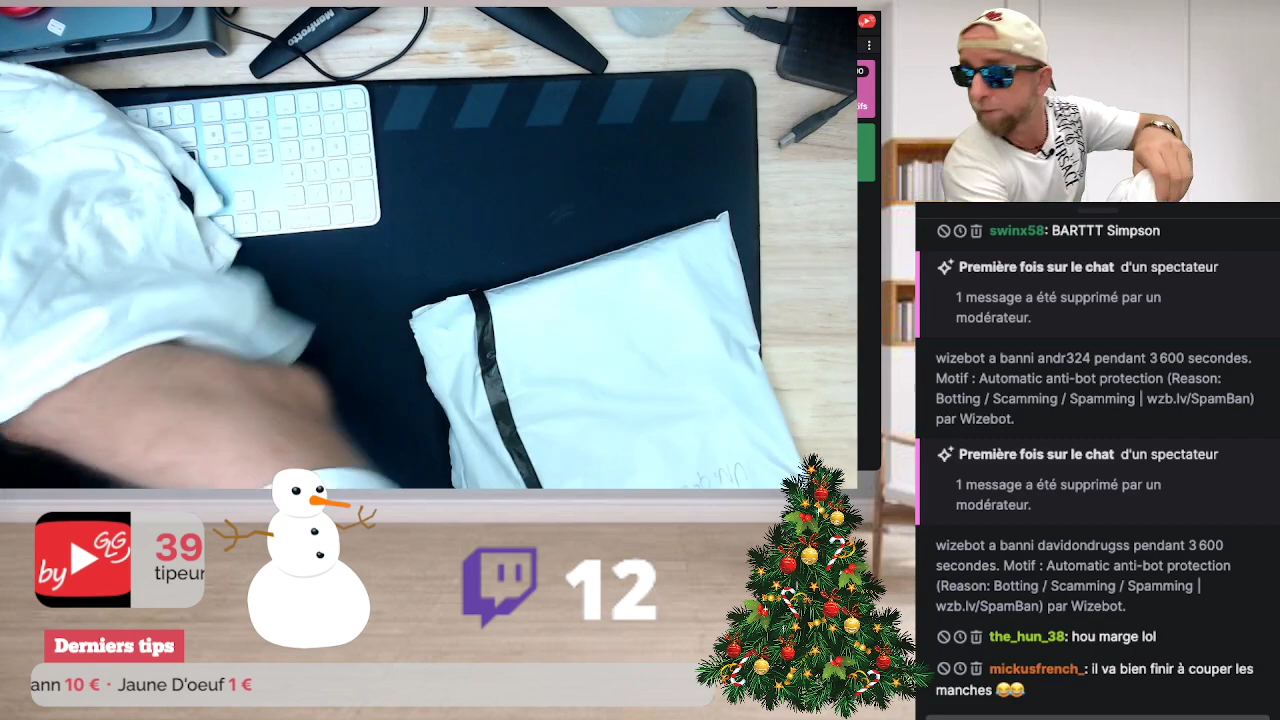 Manfrotto
VERSACE
ifs
swinx58: BARTTT Simpson
Première fois sur le chat d'un spectateur
1 message a été supprimé par un
modérateur.
wizebot a banni andr324 pendant 3 600 secondes.
Motif : Automatic anti-bot protection (Reason:
Botting / Scamming / Spamming | wzb.lv/SpamBan)
par Wizebot.
Première fois sur le chat d'un spectateur
1 message a été supprimé par un
modérateur.
wizebot a banni davidondrugss pendant 3 600
secondes. Motif : Automatic anti-bot protection
(Reason: Botting / Scamming / Spamming |
wzb.lv/SpamBan) par Wizebot.
the_hun_38: hou marge lol
mickusfrench_: il va bien finir à couper les
manches 😂😂
by GLG
39
tipeur
12
Derniers tips
ann 10 € · Jaune D'oeuf 1 €